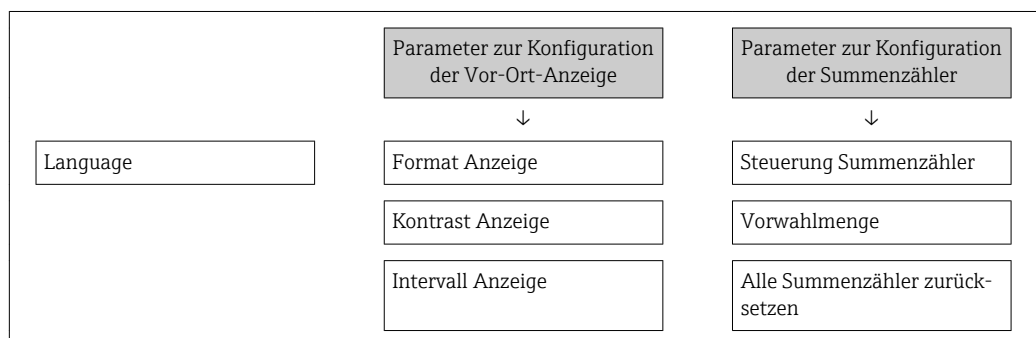 Parameter zur Konfiguration
der Vor-Ort-Anzeige
Parameter zur Konfiguration
der Summenzähler
↓
↓
Language
Format Anzeige
Steuerung Summenzähler
Kontrast Anzeige
Vorwahlmenge
Intervall Anzeige
Alle Summenzähler zurück-
setzen